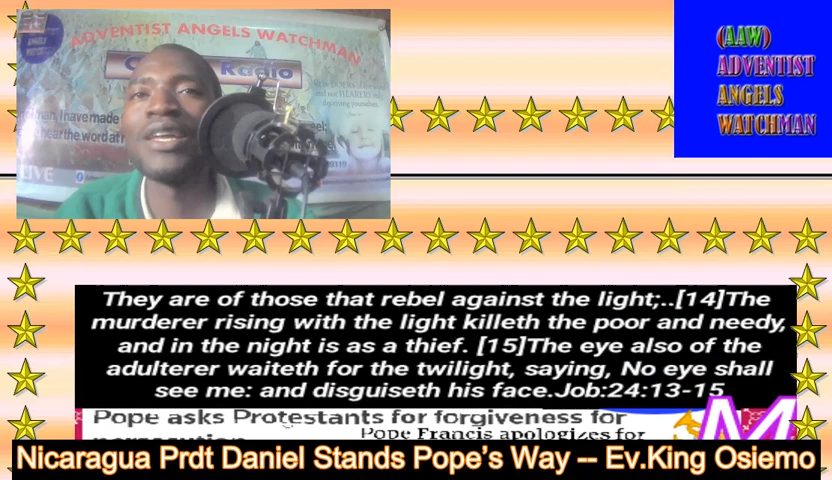 ADVENTIST ANGELS WATCHMAN
Radio
LIVE
(AAW)
ADVENTIST
ANGELS
WATCHMAN
They are of those that rebel against the light;..[14]The
murderer rising with the light killeth the poor and needy,
and in the night is as a thief. [15]The eye also of the
adulterer waiteth for the twilight, saying, No eye shall
see me: and disguiseth his face.Job:24:13-15
Pope asks Protestants for forgiveness for
Pope Francis apologizes for
M
Nicaragua Prdt Daniel Stands Pope's Way -- Ev.King Osiemo